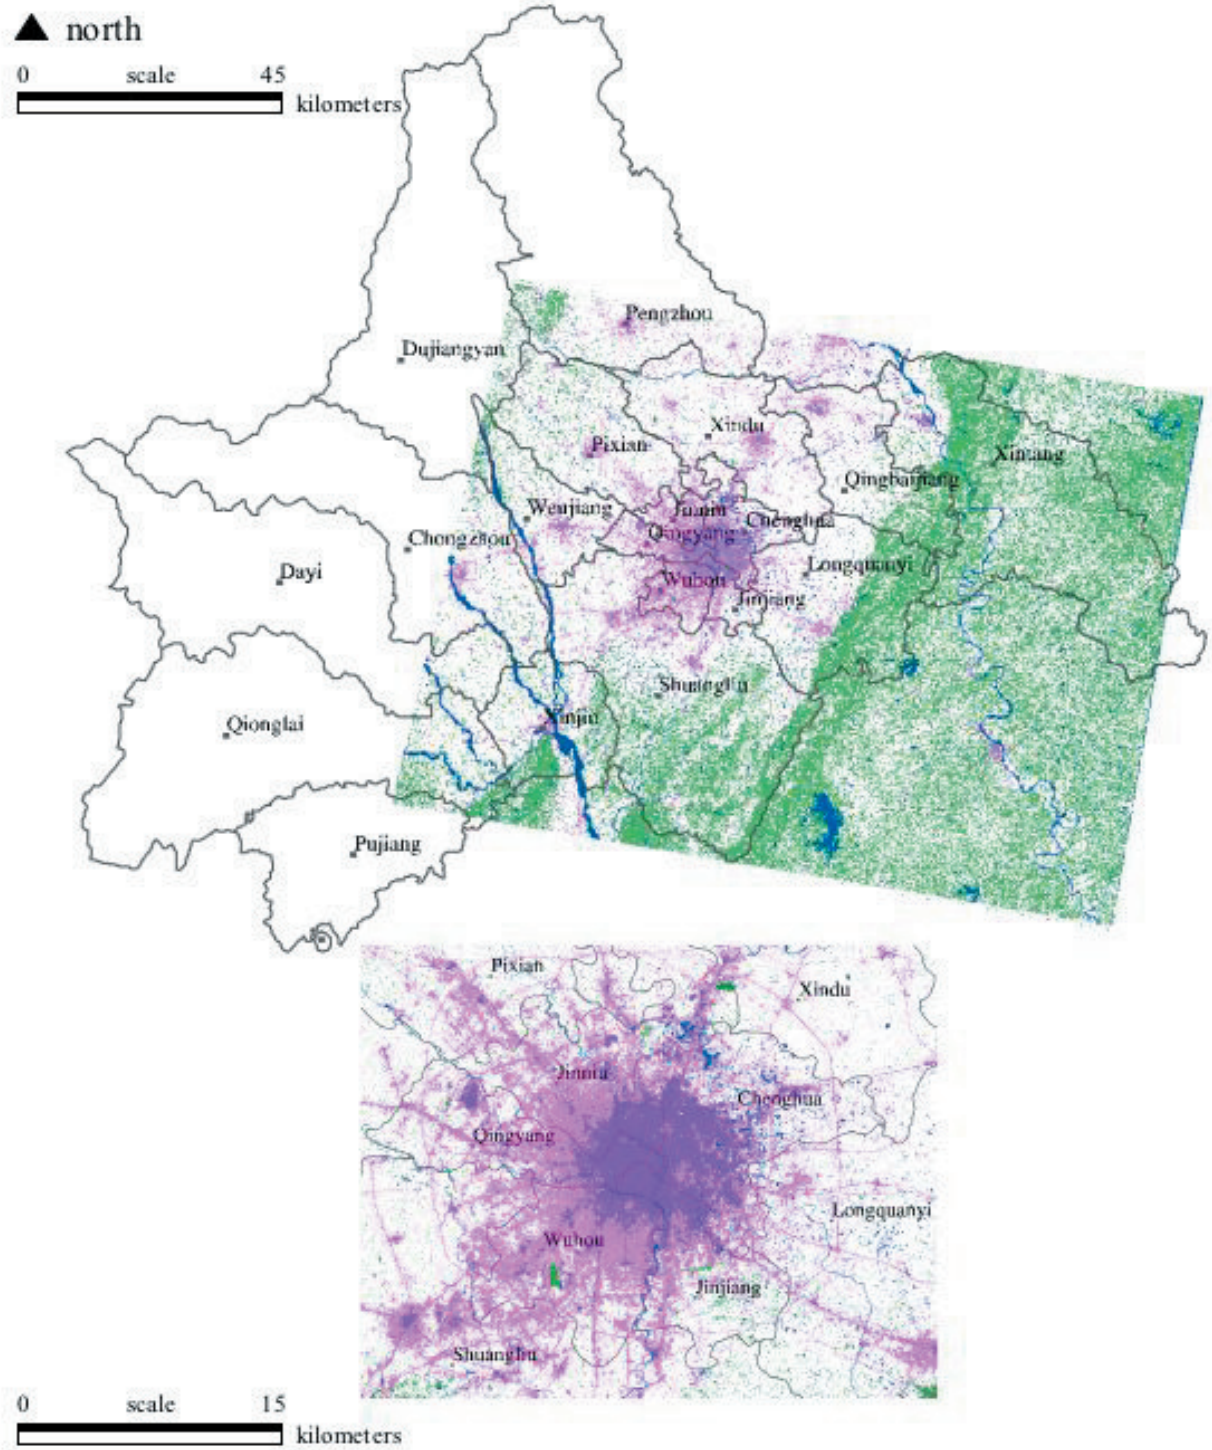 north
0 scale 45
kilometers
Pengzhou
Dujiangyan
Xindu
Pixian
Xintang
Qingbaijiang
Wenjiang
Jinniu
Chenghua
Qingyang
Chongzhou
Longquanyi
Dayi
Wuhou
Jinjiang
Shuangliu
Xinjin
Qionglai
Pujiang
Pixian
Xindu
Jinniu
Chenghua
Qingyang
Longquanyi
Wuhou
Jinjiang
Shuangliu
0 scale 15
kilometers